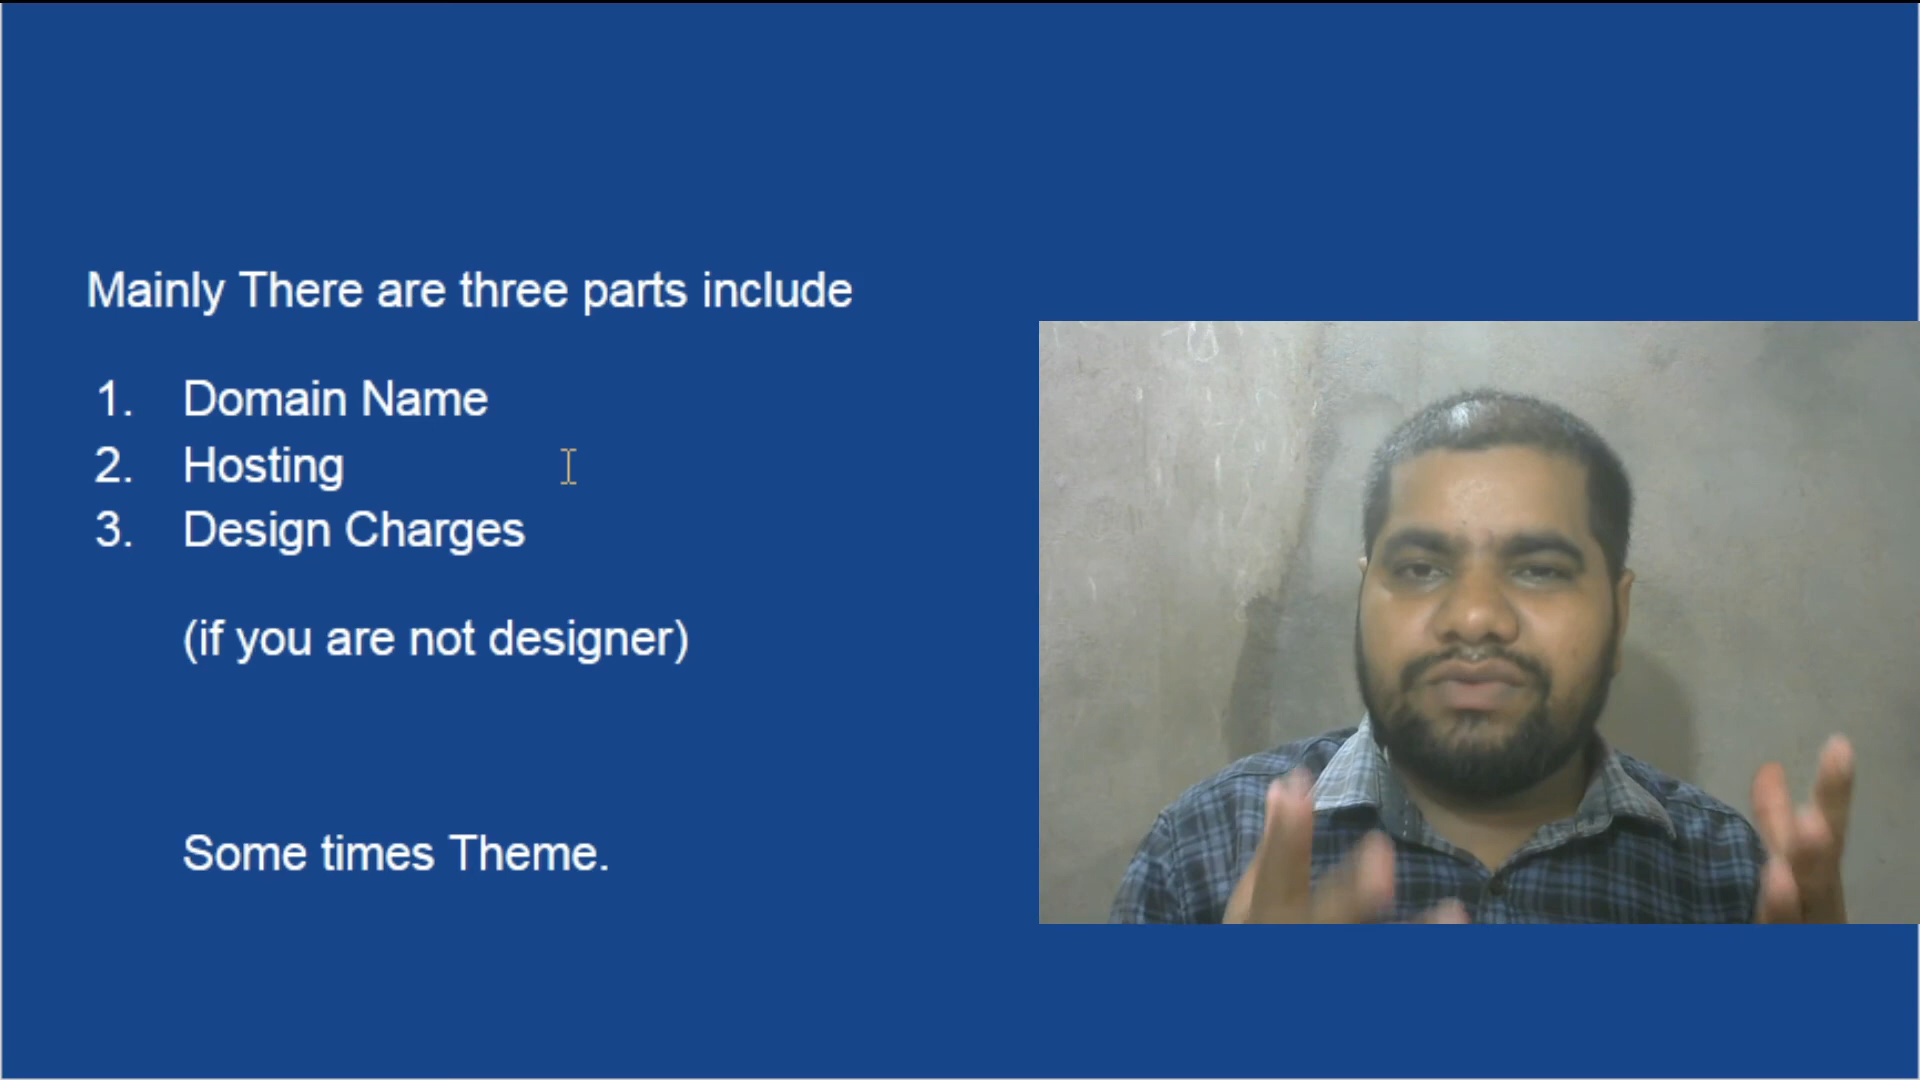 Mainly There are three parts include
1. Domain Name
2. Hosting
3. Design Charges
(if you are not designer)
Some times Theme.